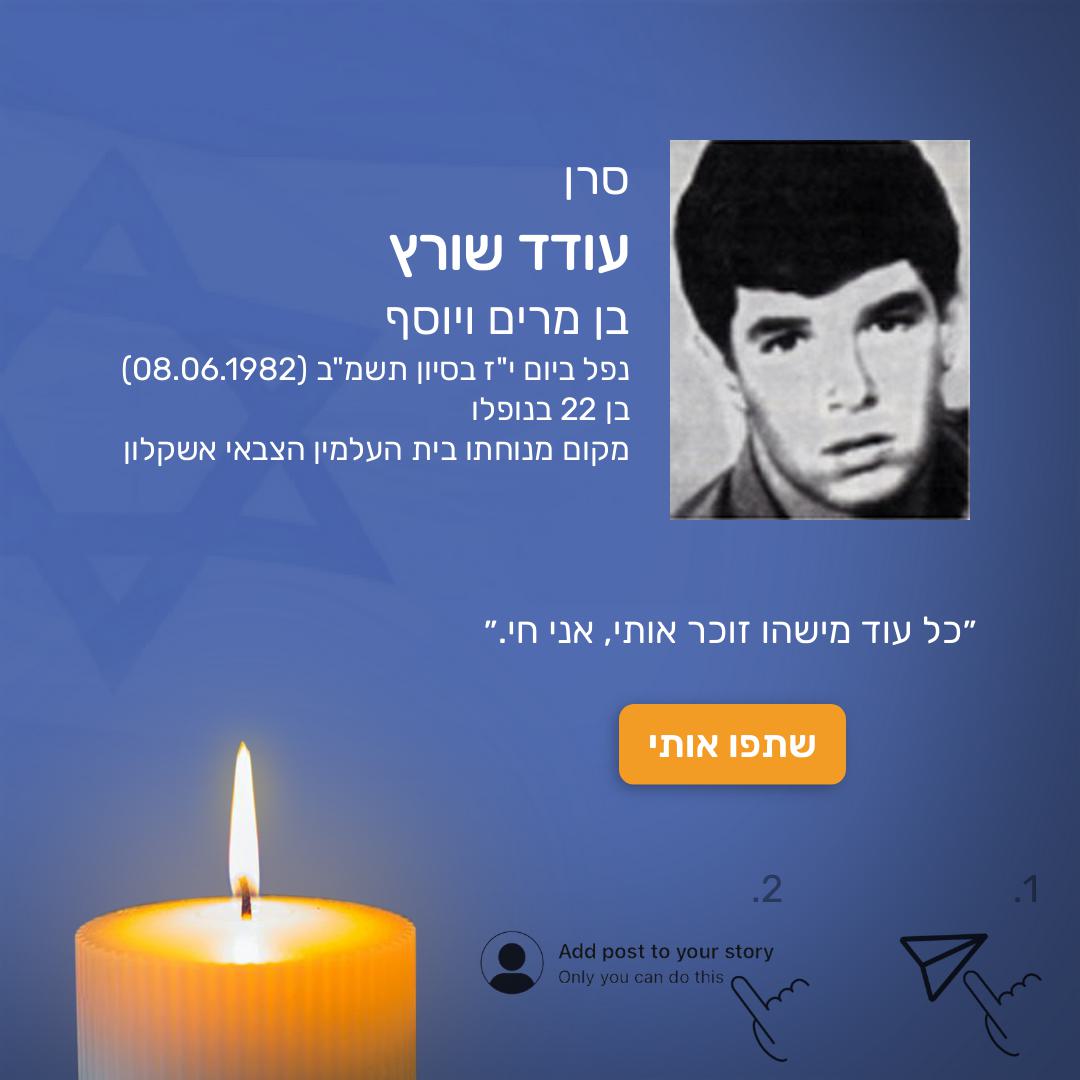 סרן
עודד שורץ
בן מרים ויוסף
נפל ביום י"ז בסיון תשמ"ב (08.06.1982)
בן 22 בנופלו
מקום מנוחתו בית העלמין הצבאי אשקלון
״כל עוד מישהו זוכר אותי, אני חי.״
שתפו אותי
.1
.2
Add post to your story
Only you can do this